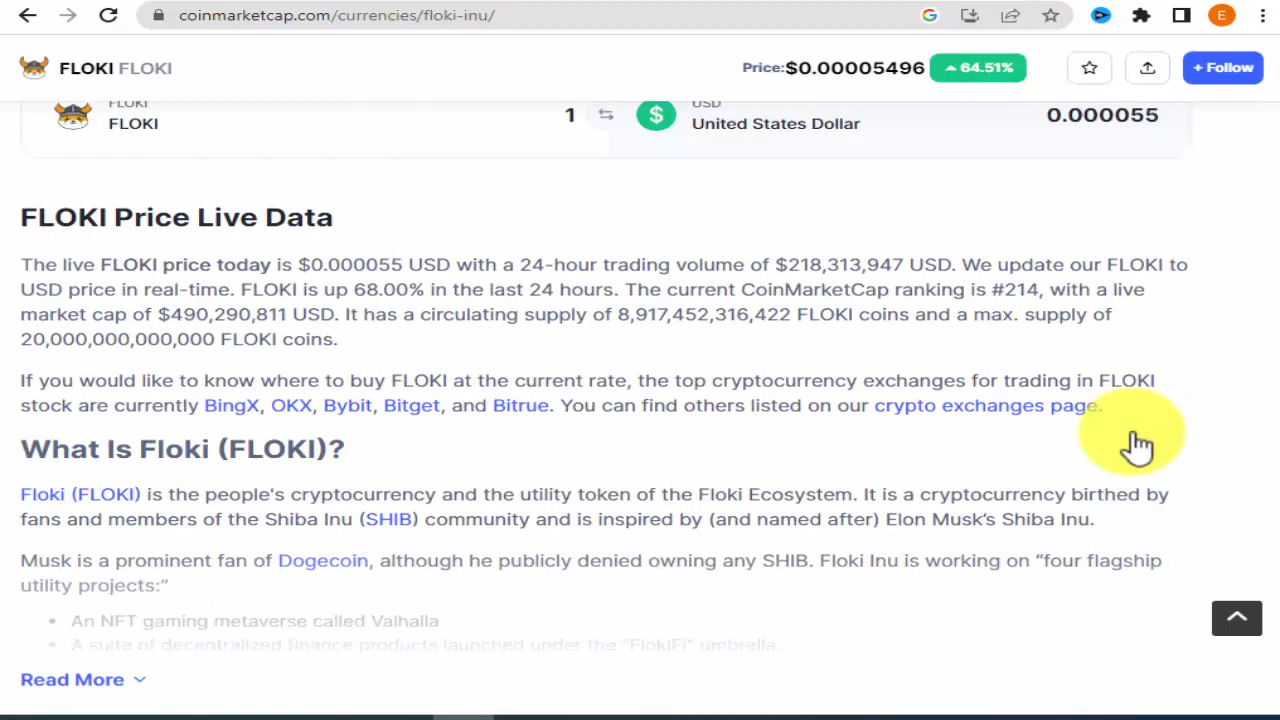 coinmarketcap.com/currencies/floki-inu/
G
E
FLOKI FLOKI
Price:$0.00005496
64.51%
+ Follow
FLOKI
FLOKI
1
$
USD
United States Dollar
0.000055
FLOKI Price Live Data
The live FLOKI price today is $0.000055 USD with a 24-hour trading volume of $218,313,947 USD. We update our FLOKI to
USD price in real-time. FLOKI is up 68.00% in the last 24 hours. The current CoinMarketCap ranking is #214, with a live
market cap of $490,290,811 USD. It has a circulating supply of 8,917,452,316,422 FLOKI coins and a max. supply of
20,000,000,000,000 FLOKI coins.
If you would like to know where to buy FLOKI at the current rate, the top cryptocurrency exchanges for trading in FLOKI
stock are currently BingX, OKX, Bybit, Bitget, and Bitrue. You can find others listed on our crypto exchanges page.
What Is Floki (FLOKI)?
Floki (FLOKI) is the people's cryptocurrency and the utility token of the Floki Ecosystem. It is a cryptocurrency birthed by
fans and members of the Shiba Inu (SHIB) community and is inspired by (and named after) Elon Musk’s Shiba Inu.
Musk is a prominent fan of Dogecoin, although he publicly denied owning any SHIB. Floki Inu is working on “four flagship
utility projects:”
• An NFT gaming metaverse called Valhalla
• A suite of decentralized finance products launched under the “FlokiFi” umbrella.
Read More